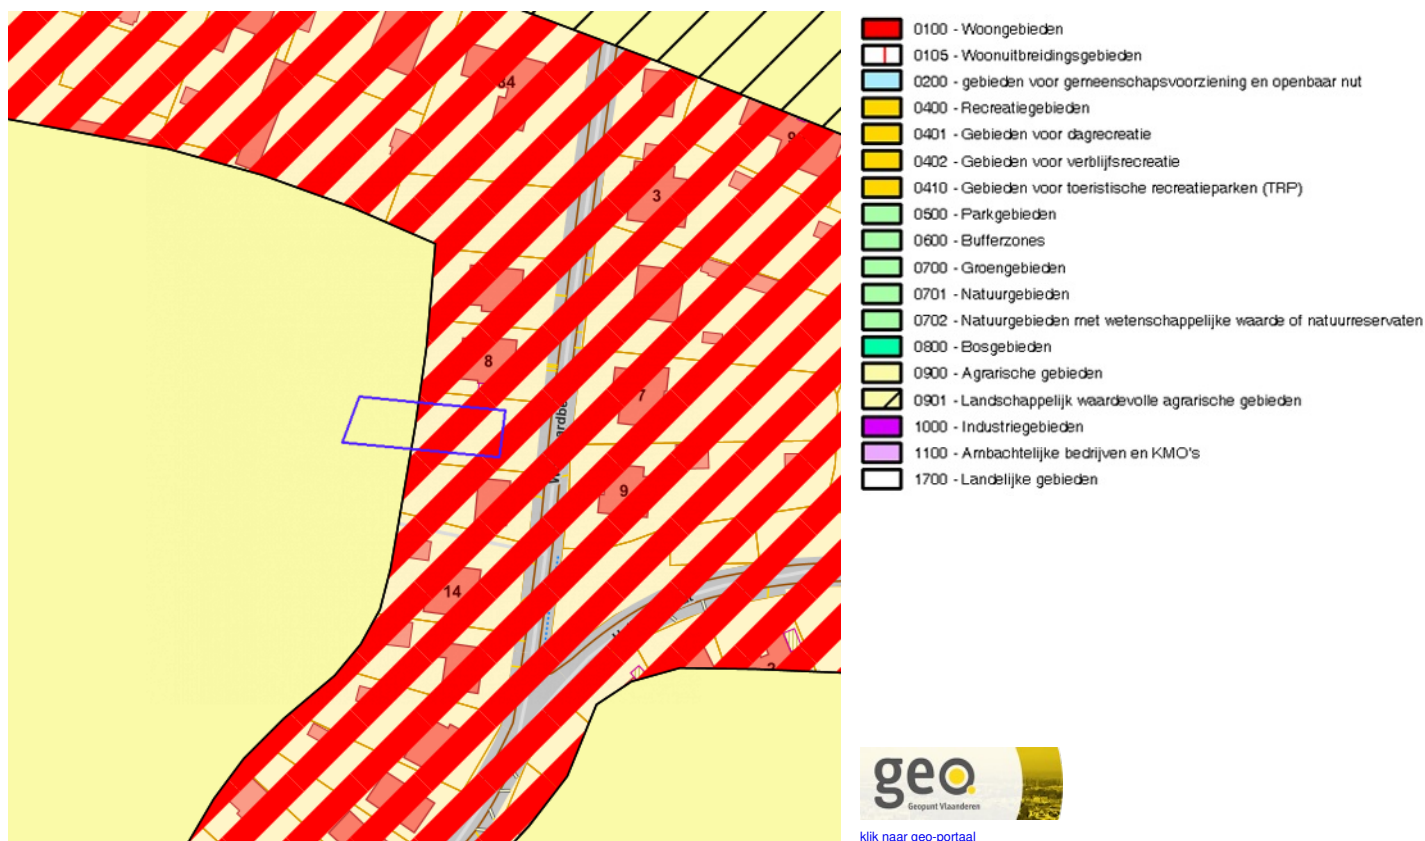 34
9
3
8
7
9
14
2
0100 - Woongebieden
0105 - Woonuitbreidingsgebieden
0200 - gebieden voor gemeenschapsvoorziening en openbaar nut
0400 - Recreatiegebieden
0401 - Gebieden voor dagrecreatie
0402 - Gebieden voor verblijfsrecreatie
0410 - Gebieden voor toeristische recreatieparken (TRP)
0500 - Parkgebieden
0600 - Bufferzones
0700 - Groengebieden
0701 - Natuurgebieden
0702 - Natuurgebieden met wetenschappelijke waarde of natuurreservaten
0800 - Bosgebieden
0900 - Agrarische gebieden
0901 - Landschappelijk waardevolle agrarische gebieden
1000 - Industriegebieden
1100 - Ambachtelijke bedrijven en KMO's
1700 - Landelijke gebieden
geo
Geopunt Vlaanderen
klik naar geo-portaal